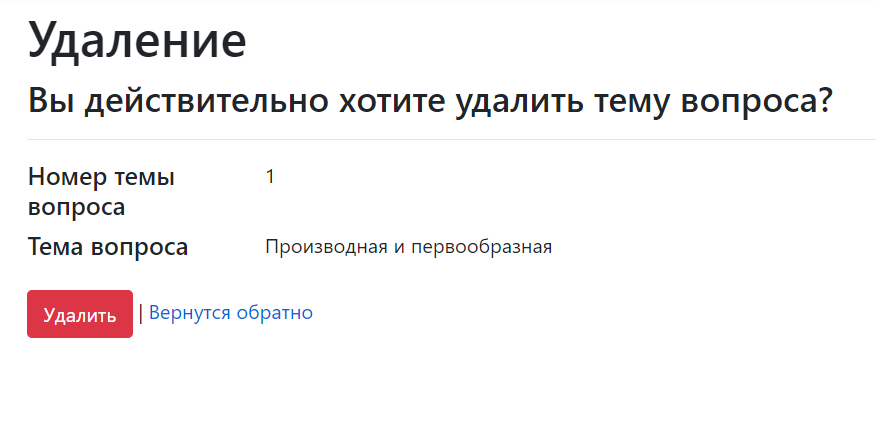 Удаление
Вы действительно хотите удалить тему вопроса?
Номер темы 1
вопроса
Тема вопроса Производная и первообразная
Удалить | Вернутся обратно